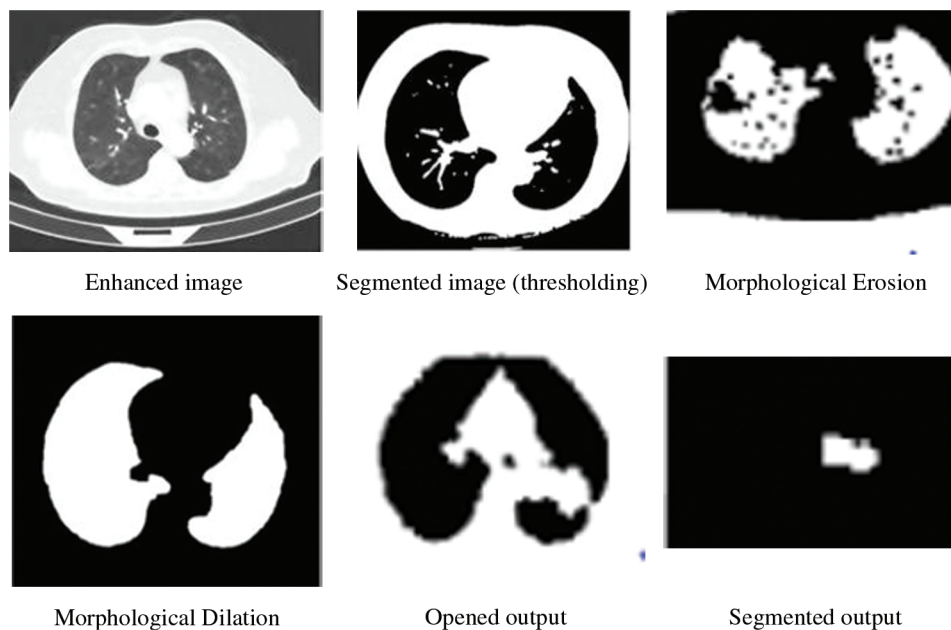 Enhanced image
Segmented image (thresholding)
Morphological Erosion
Morphological Dilation
Opened output
Segmented output